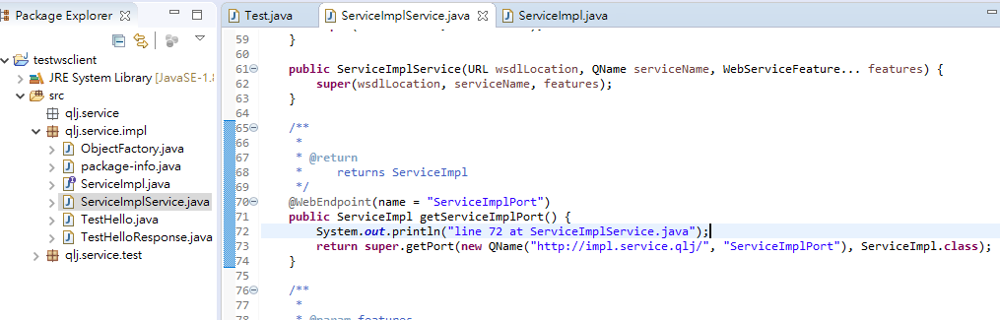 Package Explorer
testwsclient
JRE System Library [JavaSE-1.8
src
qlj.service
qlj.service.impl
ObjectFactory.java
package-info.java
ServiceImpl.java
ServiceImplService.java
TestHello.java
TestHelloResponse.java
qlj.service.test
Test.java
ServiceImplService.java
ServiceImpl.java
59 }
60
61 public ServiceImplService(URL wsdlLocation, QName serviceName, WebServiceFeature... features) {
62 super(wsdlLocation, serviceName, features);
63 }
64
65 /**
66 *
67 * @return
68 * returns ServiceImpl
69 */
70 @WebEndpoint(name = "ServiceImplPort")
71 public ServiceImpl getServiceImplPort() {
72 System.out.println("line 72 at ServiceImplService.java");
73 return super.getPort(new QName("http://impl.service.qlj/", "ServiceImplPort"), ServiceImpl.class);
74 }
75
76 /**
77 *
78 * @param features